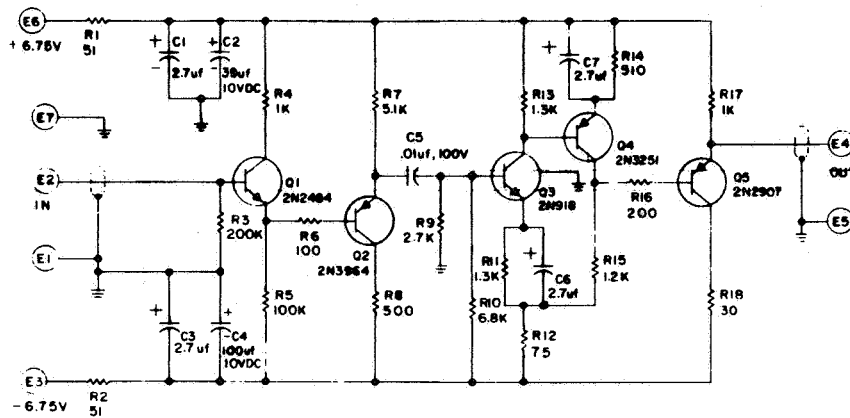 E6
+ 6.75V
R1
51
C1
2.7uf
C2
39uf
10VDC
R4
1K
R7
5.1K
C5
.01uf, 100V
R13
1.3K
C7
2.7uf
R14
510
R17
1K
E7
E2
IN
Q1
2N2484
R3
200K
R6
100
Q2
2N3964
R9
2.7K
Q3
2N918
Q4
2N3251
R16
200
Q5
2N2907
E4
OUT
E5
E1
R5
100K
R8
500
R10
6.8K
R11
1.3K
C6
2.7uf
R15
1.2K
R12
75
R18
30
C3
2.7uf
C4
100uf
10VDC
E3
- 6.75V
R2
51